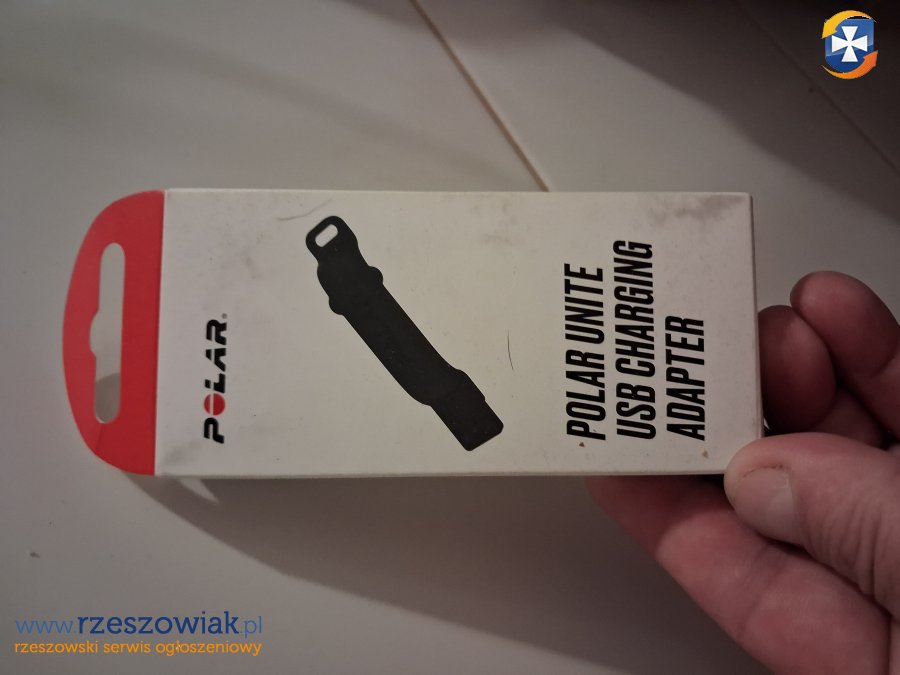 POLAR®
POLAR UNITE
USB CHARGING
ADAPTER
www.rzeszowiak.pl
rzeszowski serwis ogłoszeniowy